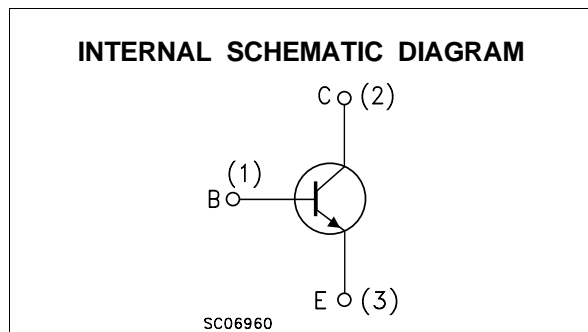 INTERNAL SCHEMATIC DIAGRAM
C (2)
(1)
B
E (3)
SC06960